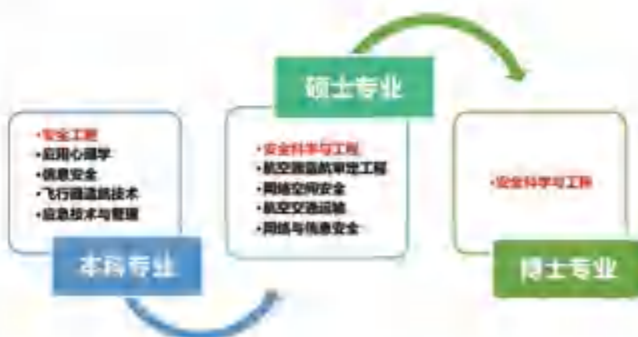 硕士专业
·安全工程
·应用心理学
·信息安全
·飞行器适航技术
·应急技术与管理
·安全科学与工程
·航空器适航审定工程
·网络空间安全
·航空交通运输
·网络与信息安全
·安全科学与工程
本科专业
博士专业